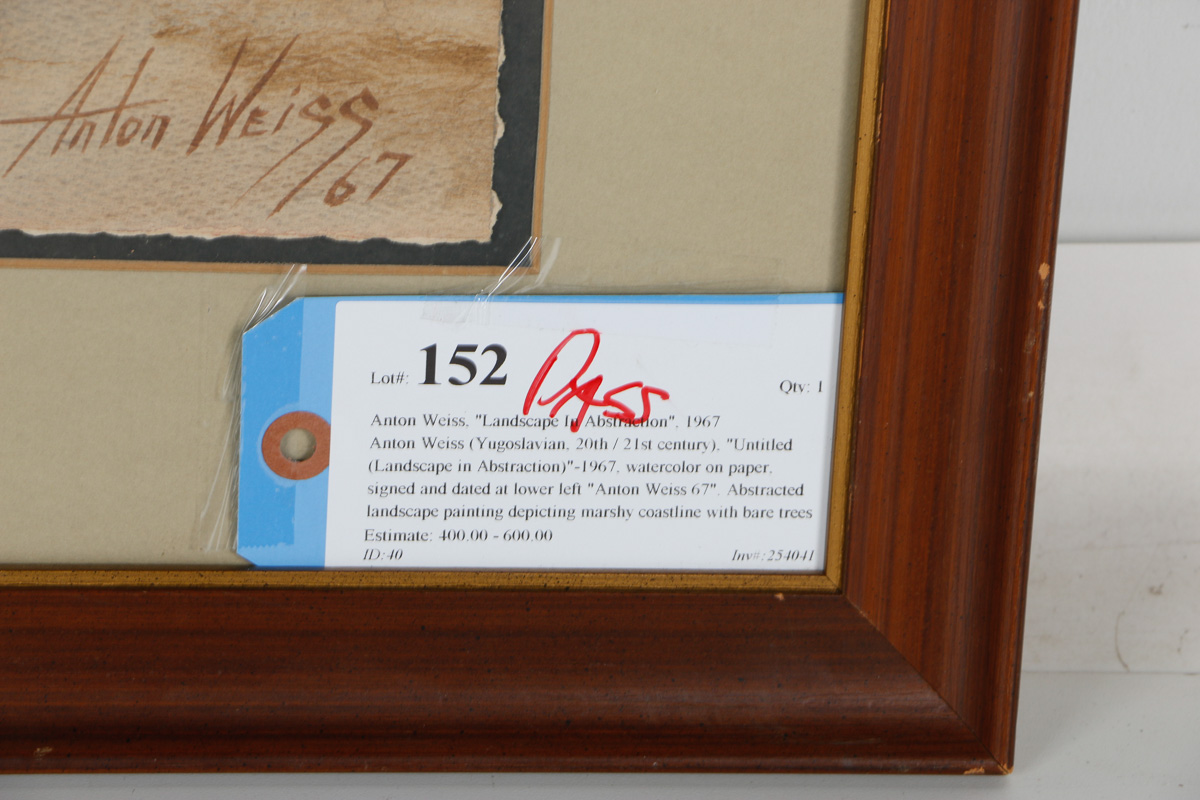 Anton Weiss
/67
Lot#: 152 PASS Qty: 1
Anton Weiss, "Landscape In Abstraction", 1967
Anton Weiss (Yugoslavian, 20th / 21st century), "Untitled
(Landscape in Abstraction)"-1967, watercolor on paper,
signed and dated at lower left "Anton Weiss 67". Abstracted
landscape painting depicting marshy coastline with bare trees
Estimate: 400.00 - 600.00
ID:40 Inv#: 254041